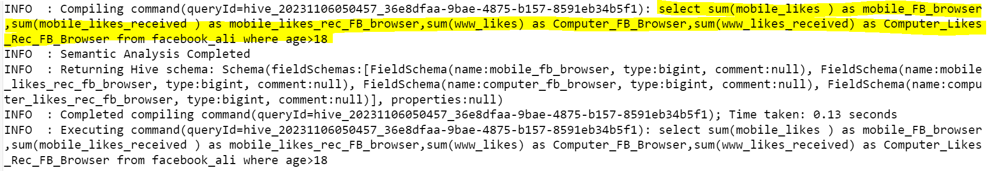 INFO  : Compiling command(queryId=hive_20231106050457_36e8dfaa-9bae-4875-b157-8591eb34b5f1): select sum(mobile_likes ) as mobile_FB_browser
,sum(mobile_likes_received ) as mobile_likes_rec_FB_browser,sum(www_likes) as Computer_FB_Browser,sum(www_likes_received) as Computer_Likes
_Rec_FB_Browser from facebook_ali where age>18
INFO  : Semantic Analysis Completed
INFO  : Returning Hive schema: Schema(fieldSchemas:[FieldSchema(name:mobile_fb_browser, type:bigint, comment:null), FieldSchema(name:mobile
_likes_rec_fb_browser, type:bigint, comment:null), FieldSchema(name:computer_fb_browser, type:bigint, comment:null), FieldSchema(name:compu
ter_likes_rec_fb_browser, type:bigint, comment:null)], properties:null)
INFO  : Completed compiling command(queryId=hive_20231106050457_36e8dfaa-9bae-4875-b157-8591eb34b5f1); Time taken: 0.13 seconds
INFO  : Executing command(queryId=hive_20231106050457_36e8dfaa-9bae-4875-b157-8591eb34b5f1): select sum(mobile_likes ) as mobile_FB_browser
,sum(mobile_likes_received ) as mobile_likes_rec_FB_browser,sum(www_likes) as Computer_FB_Browser,sum(www_likes_received) as Computer_Likes
_Rec_FB_Browser from facebook_ali where age>18